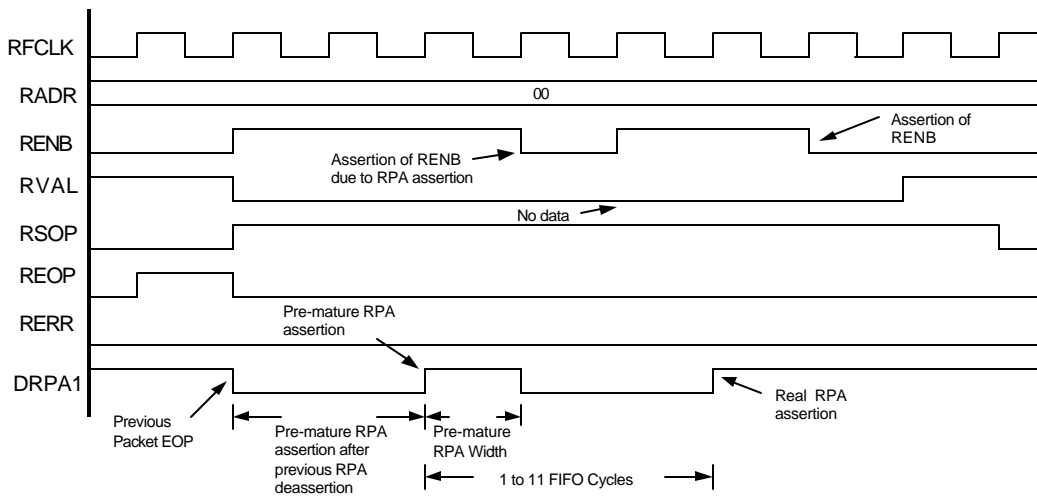 RFCLK
RADR
00
RENB
Assertion of
RENB
Assertion of RENB
due to RPA assertion
RVAL
No data
RSOP
REOP
Pre-mature RPA
assertion
RERR
DRPA1
Previous
Packet EOP
Pre-mature RPA
assertion after
previous RPA
deassertion
Pre-mature
RPA Width
Real RPA
assertion
1 to 11 FIFO Cycles